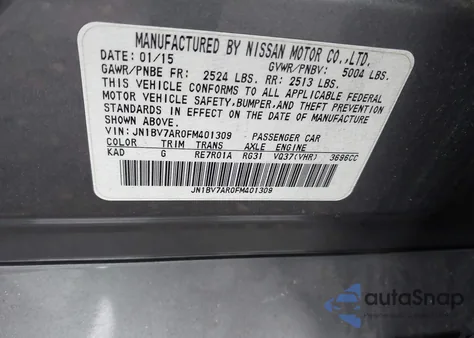 MANUFACTURED BY NISSAN MOTOR CO.,LTD.
DATE: 01/15 GVWR/PNBV: 5004 LBS.
GAWR/PNBE FR: 2524 LBS. RR: 2513 LBS.
THIS VEHICLE CONFORMS TO ALL APPLICABLE FEDERAL
MOTOR VEHICLE SAFETY, BUMPER, AND THEFT PREVENTION
STANDARDS IN EFFECT ON THE DATE OF MANUFACTURE
SHOWN ABOVE.
VIN: JN1BV7AR0FM401309 PASSENGER CAR
COLOR TRIM TRANS AXLE ENGINE
KAD G RE7R01A RG31 VQ37(VHR) 3696CC
JN1BV7AR0FM401309
autoSnap